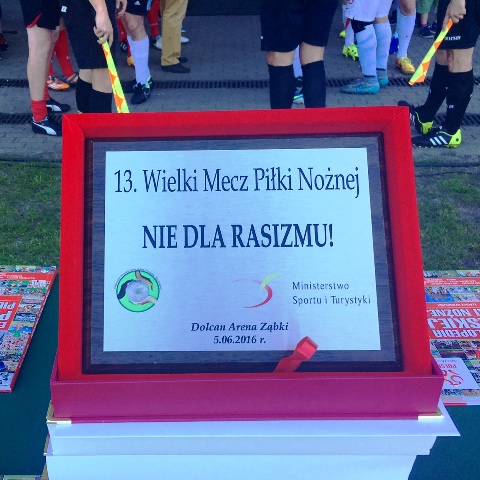 13. Wielki Mecz Piłki Nożnej
NIE DLA RASIZMU!
Ministerstwo
Sportu i Turystyki
Dolcan Arena Ząbki
5.06.2016 r.